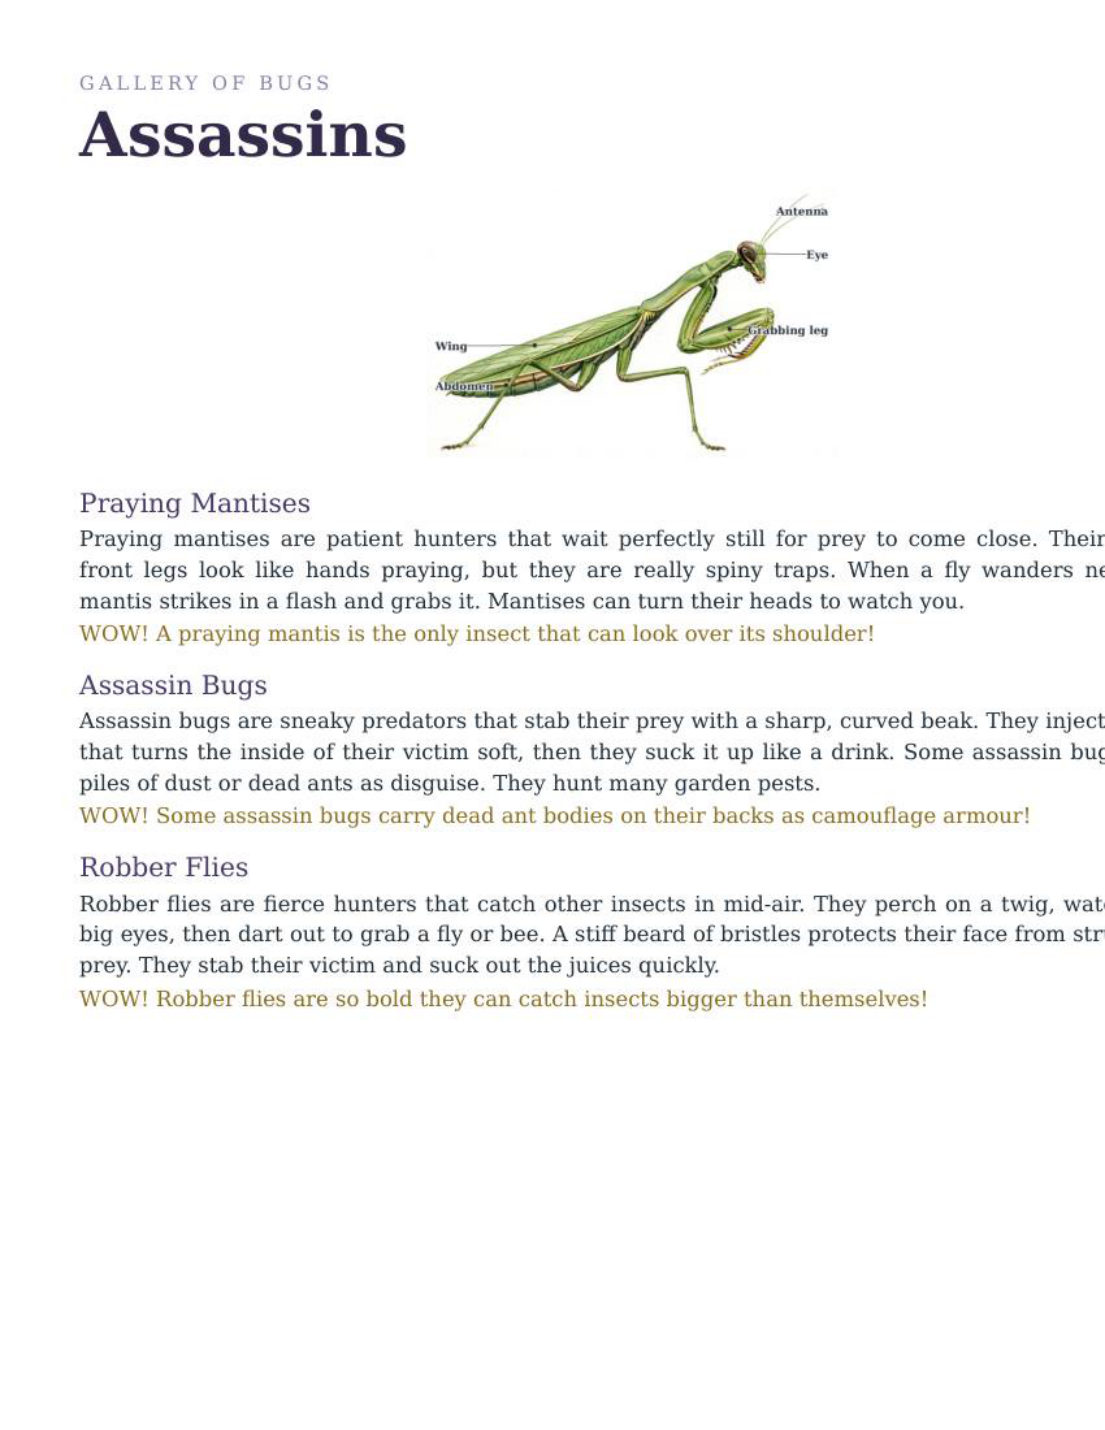 GALLERY OF BUGS
Assassins
Antenna
Eye
Grabbing leg
Wing
Abdomen
Praying Mantises
Praying mantises are patient hunters that wait perfectly still for prey to come close. Their
front legs look like hands praying, but they are really spiny traps. When a fly wanders
mantis strikes in a flash and grabs it. Mantises can turn their heads to watch you.
WOW! A praying mantis is the only insect that can look over its shoulder!
Assassin Bugs
Assassin bugs are sneaky predators that stab their prey with a sharp, curved beak. They inject
that turns the inside of their victim soft, then they suck it up like a drink. Some assassin
piles of dust or dead ants as disguise. They hunt many garden pests.
WOW! Some assassin bugs carry dead ant bodies on their backs as camouflage armour!
Robber Flies
Robber flies are fierce hunters that catch other insects in mid-air. They perch on a twig,
big eyes, then dart out to grab a fly or bee. A stiff beard of bristles protects their face from
prey. They stab their victim and suck out the juices quickly.
WOW! Robber flies are so bold they can catch insects bigger than themselves!